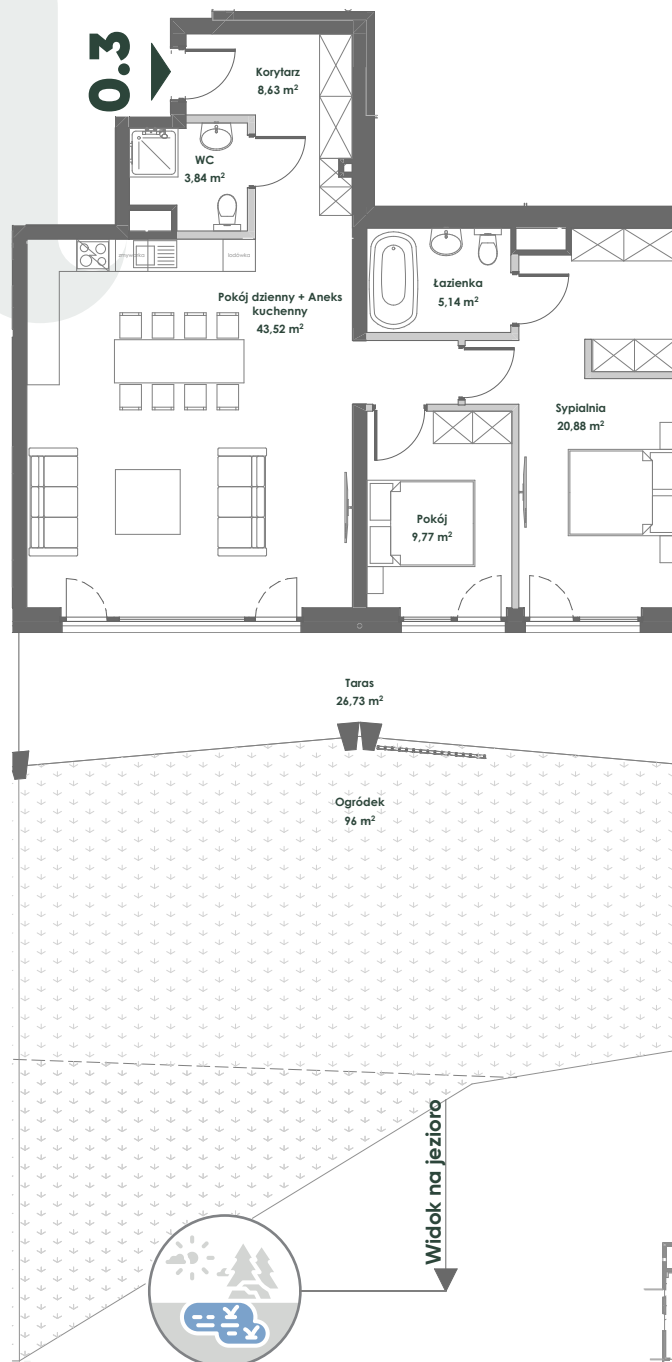 0.3
Korytarz
8,63 m²
WC
3,84 m²
zmywarka
lodówka
Pokój dzienny + Aneks
kuchenny
43,52 m²
Łazienka
5,14 m²
Sypialnia
20,88 m²
Pokój
9,77 m²
Taras
26,73 m²
Ogródek
96 m²
Widok na jezioro